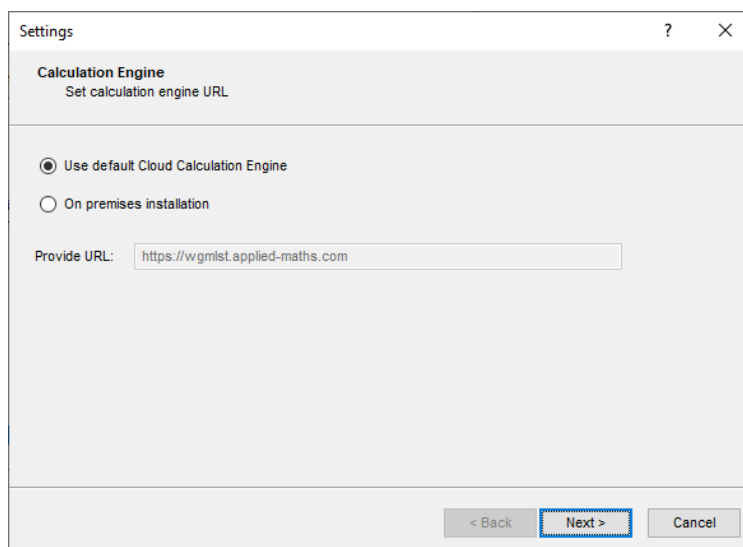 Settings
Calculation Engine
Set calculation engine URL
Use default Cloud Calculation Engine
On premises installation
Provide URL: https://wgmlst.applied-maths.com
< Back Next > Cancel